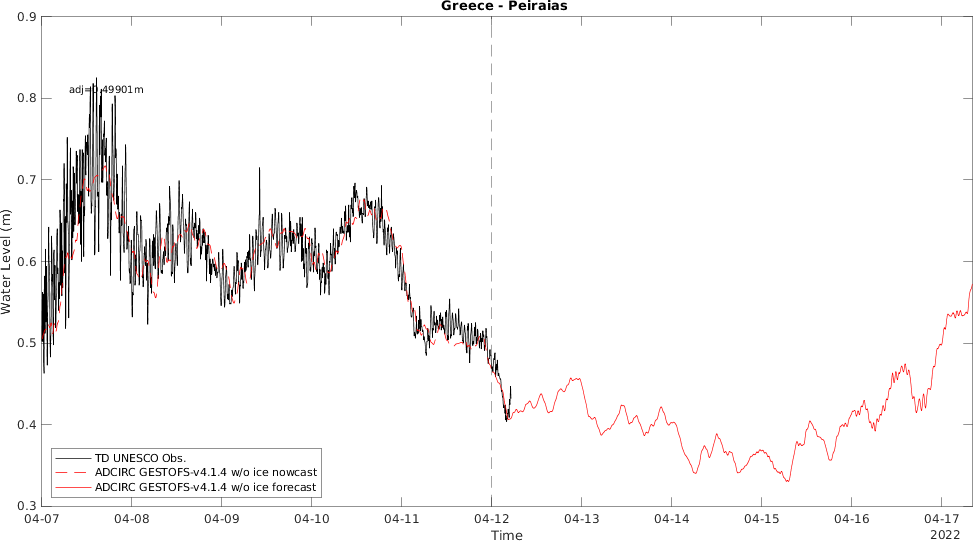 Greece - Peiraias
0.9
0.8
0.7
0.6
0.5
0.4
0.3
Water Level (m)
adj=0.49901m
TD UNESCO Obs.
ADCIRC GESTOFS-v4.1.4 w/o ice nowcast
ADCIRC GESTOFS-v4.1.4 w/o ice forecast
04-07 04-08 04-09 04-10 04-11 04-12 04-13 04-14 04-15 04-16 04-17
Time
2022